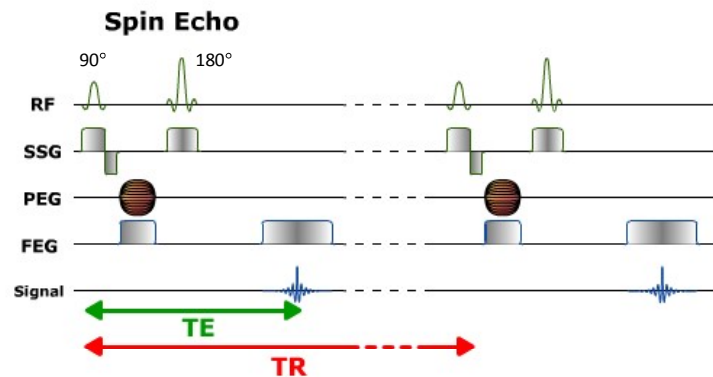 Spin Echo
90° 180°
RF
SSG
PEG
FEG
Signal
TE
TR